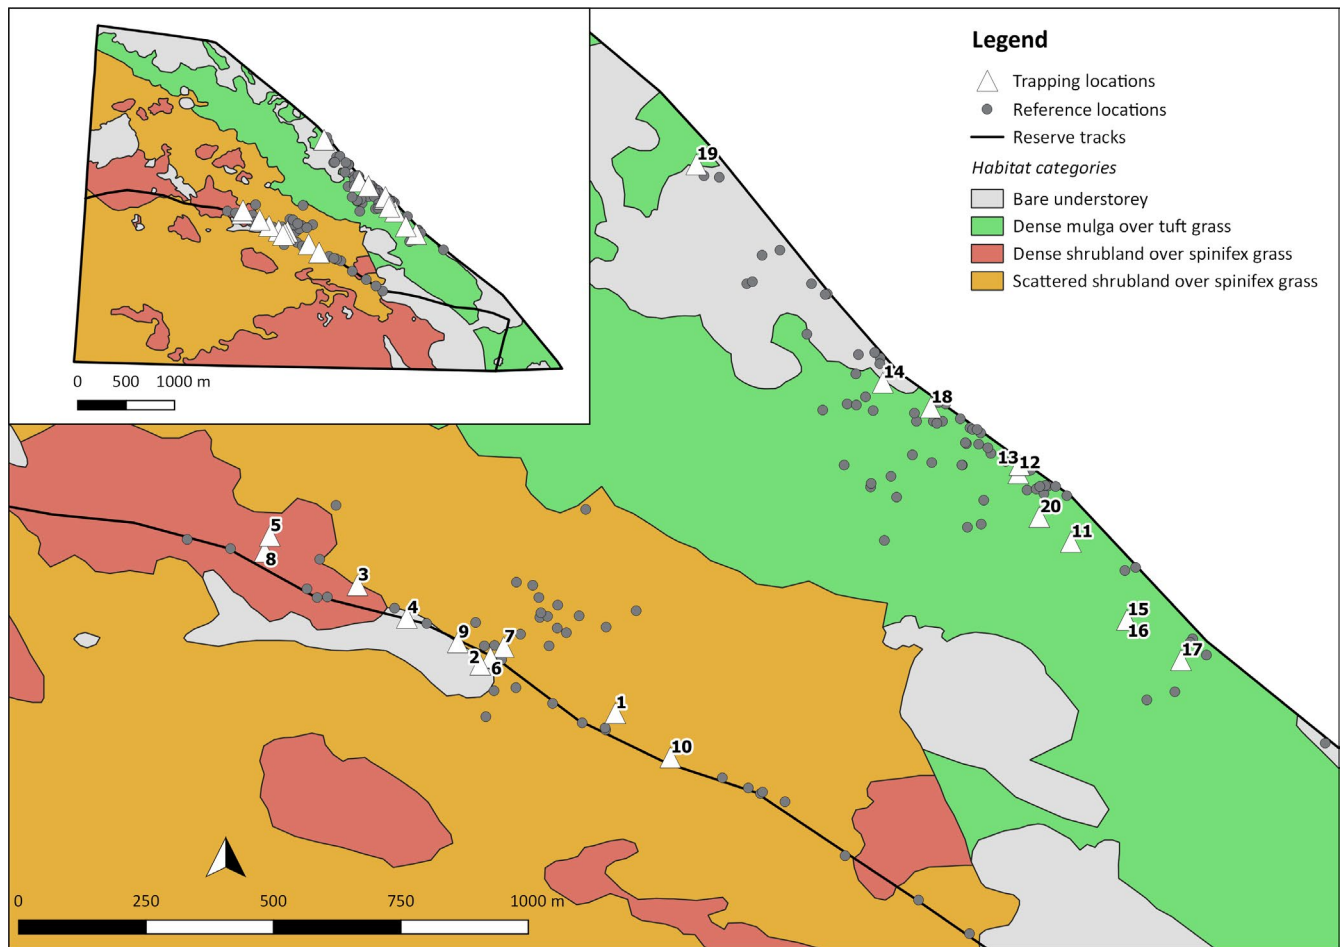 Legend
Trapping locations
Reference locations
Reserve tracks
Habitat categories
Bare understorey
Dense mulga over tuft grass
Dense shrubland over spinifex grass
Scattered shrubland over spinifex grass
0 500 1000 m
19
14
18
13 12
20
11
15
16
17
5
8
3
4
9
7
2
6
1
10
0 250 500 750 1000 m